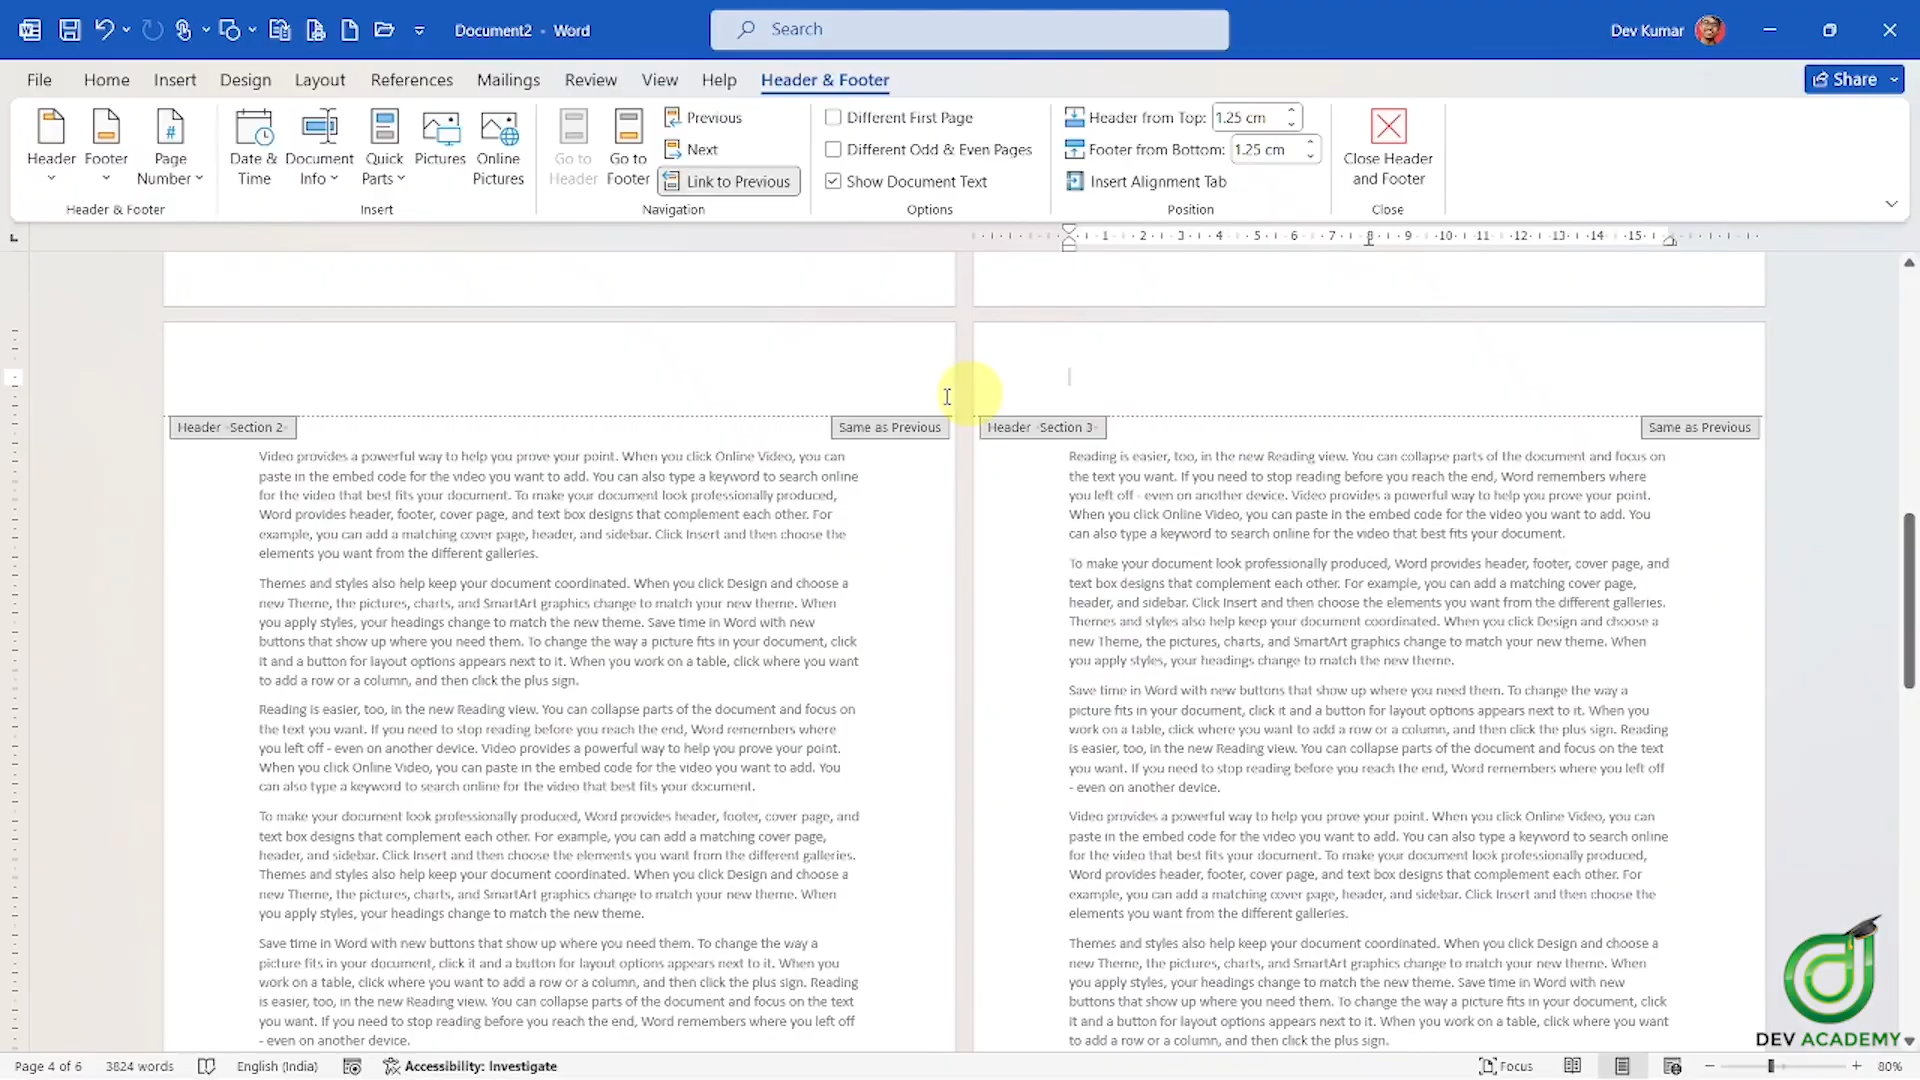 Document2 - Word
Search
Dev Kumar
File Home Insert Design Layout References Mailings Review View Help Header & Footer
Share
Header
Footer
Page Number
Header & Footer
Date & Time
Document Info
Quick Parts
Pictures
Online Pictures
Insert
Go to Header
Go to Footer
Previous
Next
Link to Previous
Navigation
Different First Page
Different Odd & Even Pages
Show Document Text
Options
Header from Top: 1.25 cm
Footer from Bottom: 1.25 cm
Insert Alignment Tab
Position
Close Header and Footer
Close
1 2 3 4 5 6 7 8 9 10 11 12 13 14 15
Header -Section 2-
Same as Previous
Video provides a powerful way to help you prove your point. When you click Online Video, you can
paste in the embed code for the video you want to add. You can also type a keyword to search online
for the video that best fits your document. To make your document look professionally produced,
Word provides header, footer, cover page, and text box designs that complement each other. For
example, you can add a matching cover page, header, and sidebar. Click Insert and then choose the
elements you want from the different galleries.
Themes and styles also help keep your document coordinated. When you click Design and choose a
new Theme, the pictures, charts, and SmartArt graphics change to match your new theme. When
you apply styles, your headings change to match the new theme. Save time in Word with new
buttons that show up where you need them. To change the way a picture fits in your document, click
it and a button for layout options appears next to it. When you work on a table, click where you want
to add a row or a column, and then click the plus sign.
Reading is easier, too, in the new Reading view. You can collapse parts of the document and focus on
the text you want. If you need to stop reading before you reach the end, Word remembers where
you left off - even on another device. Video provides a powerful way to help you prove your point.
When you click Online Video, you can paste in the embed code for the video you want to add. You
can also type a keyword to search online for the video that best fits your document.
To make your document look professionally produced, Word provides header, footer, cover page, and
text box designs that complement each other. For example, you can add a matching cover page,
header, and sidebar. Click Insert and then choose the elements you want from the different galleries.
Themes and styles also help keep your document coordinated. When you click Design and choose a
new Theme, the pictures, charts, and SmartArt graphics change to match your new theme. When
you apply styles, your headings change to match the new theme.
Save time in Word with new buttons that show up where you need them. To change the way a
picture fits in your document, click it and a button for layout options appears next to it. When you
work on a table, click where you want to add a row or a column, and then click the plus sign. Reading
is easier, too, in the new Reading view. You can collapse parts of the document and focus on the text
you want. If you need to stop reading before you reach the end, Word remembers where you left off
- even on another device.
Header -Section 3-
Same as Previous
Reading is easier, too, in the new Reading view. You can collapse parts of the document and focus on
the text you want. If you need to stop reading before you reach the end, Word remembers where
you left off - even on another device. Video provides a powerful way to help you prove your point.
When you click Online Video, you can paste in the embed code for the video you want to add. You
can also type a keyword to search online for the video that best fits your document.
To make your document look professionally produced, Word provides header, footer, cover page, and
text box designs that complement each other. For example, you can add a matching cover page,
header, and sidebar. Click Insert and then choose the elements you want from the different galleries.
Themes and styles also help keep your document coordinated. When you click Design and choose a
new Theme, the pictures, charts, and SmartArt graphics change to match your new theme. When
you apply styles, your headings change to match the new theme.
Save time in Word with new buttons that show up where you need them. To change the way a
picture fits in your document, click it and a button for layout options appears next to it. When you
work on a table, click where you want to add a row or a column, and then click the plus sign. Reading
is easier, too, in the new Reading view. You can collapse parts of the document and focus on the text
you want. If you need to stop reading before you reach the end, Word remembers where you left off
- even on another device.
Video provides a powerful way to help you prove your point. When you click Online Video, you can
paste in the embed code for the video you want to add. You can also type a keyword to search online
for the video that best fits your document. To make your document look professionally produced,
Word provides header, footer, cover page, and text box designs that complement each other. For
example, you can add a matching cover page, header, and sidebar. Click Insert and then choose the
elements you want from the different galleries.
Themes and styles also help keep your document coordinated. When you click Design and choose a
new Theme, the pictures, charts, and SmartArt graphics change to match your new theme. When
you apply styles, your headings change to match the new theme. Save time in Word with new
buttons that show up where you need them. To change the way a picture fits in your document, click
it and a button for layout options appears next to it. When you work on a table, click where you want
to add a row or a column, and then click the plus sign.
DEV ACADEMY
Page 4 of 6 3824 words English (India) Accessibility: Investigate Focus 80%